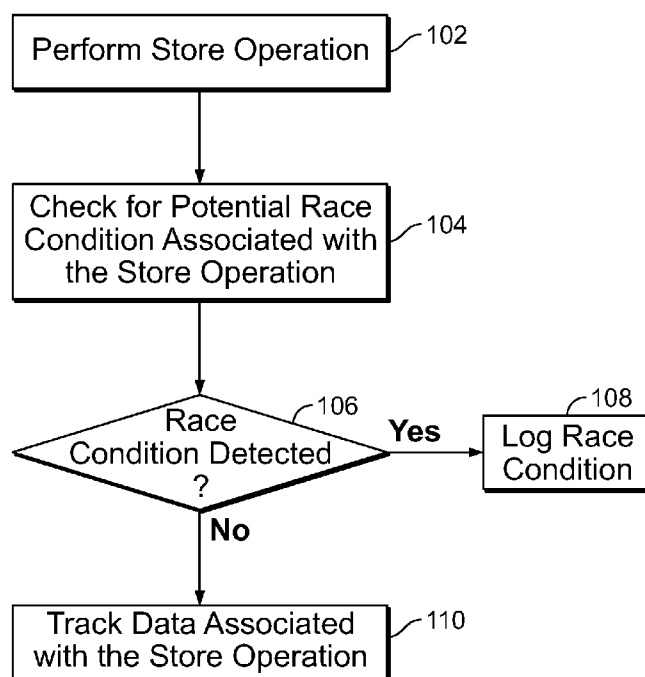 Perform Store Operation
102
Check for Potential Race
Condition Associated with
the Store Operation
104
Race
Condition Detected
?
106
Yes
108
Log Race
Condition
No
Track Data Associated
with the Store Operation
110